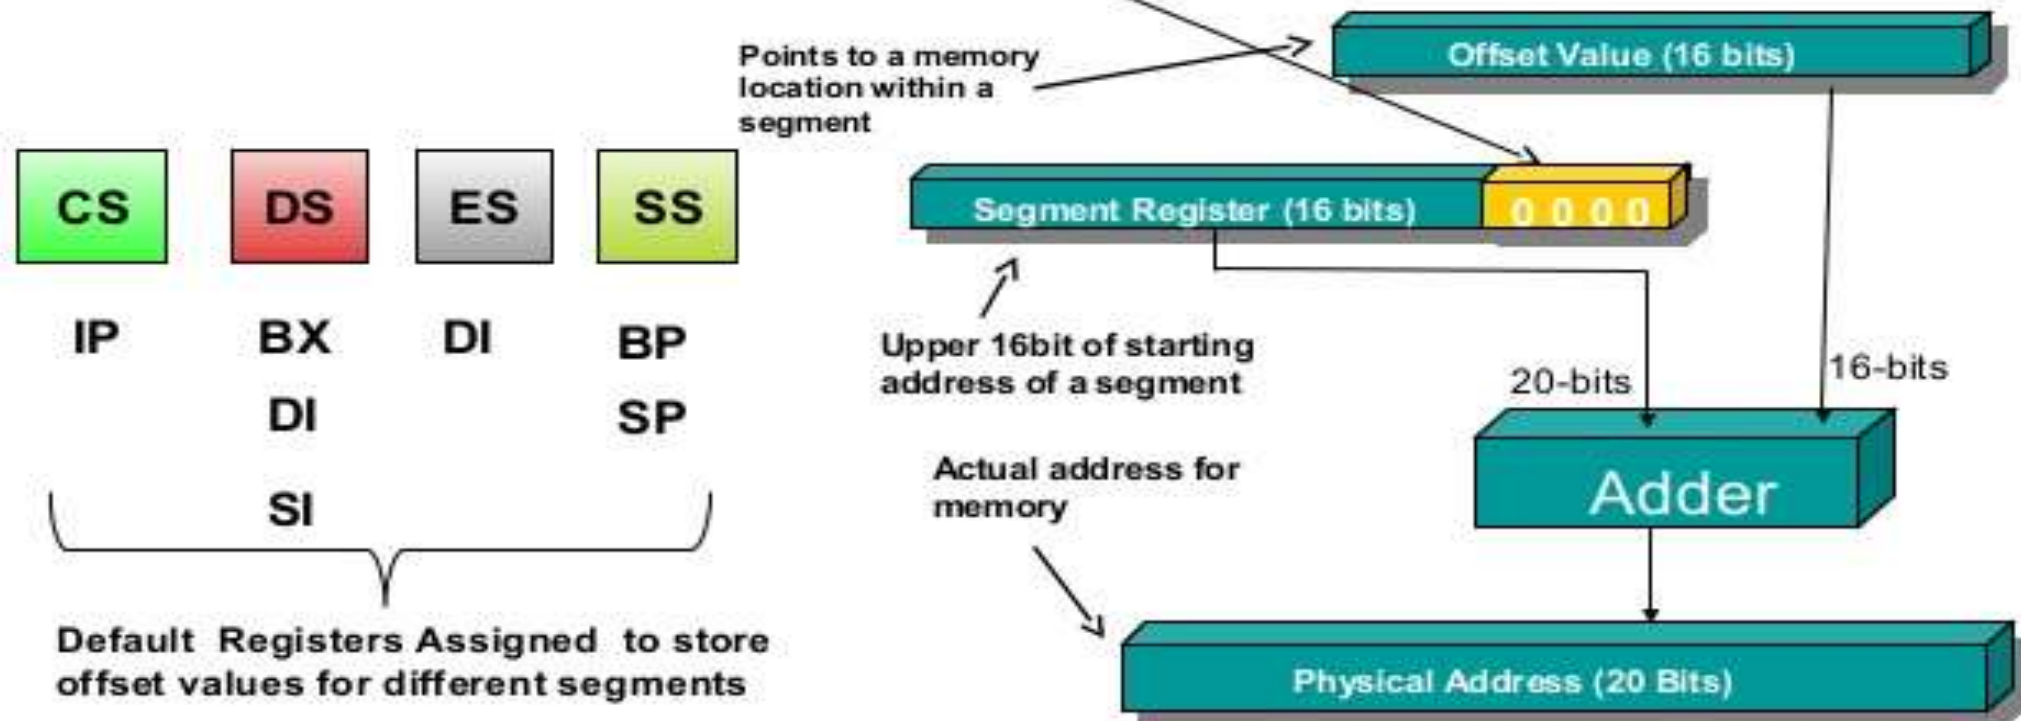 Points to a memory
location within a
segment
Offset Value (16 bits)
CS DS ES SS
Segment Register (16 bits) 0 0 0 0
IP BX DI BP
DI SP
SI
Upper 16bit of starting
address of a segment
20-bits
16-bits
Actual address for
memory
Adder
Default Registers Assigned to store
offset values for different segments
Physical Address (20 Bits)